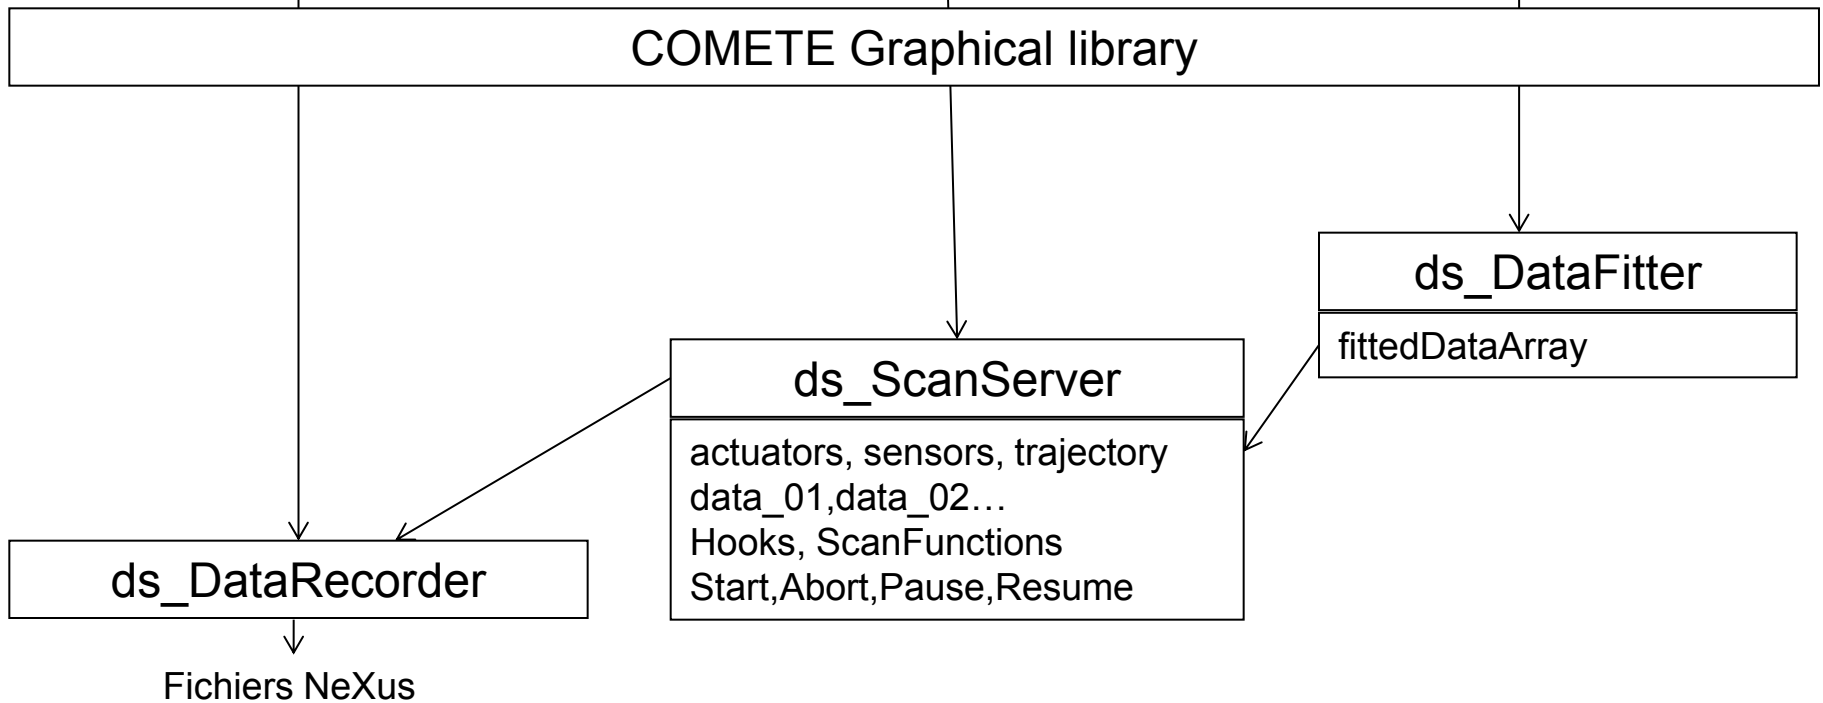 COMETE Graphical library
ds_DataFitter
fittedDataArray
ds_ScanServer
actuators, sensors, trajectory
data_01,data_02…
Hooks, ScanFunctions
Start,Abort,Pause,Resume
ds_DataRecorder
Fichiers NeXus